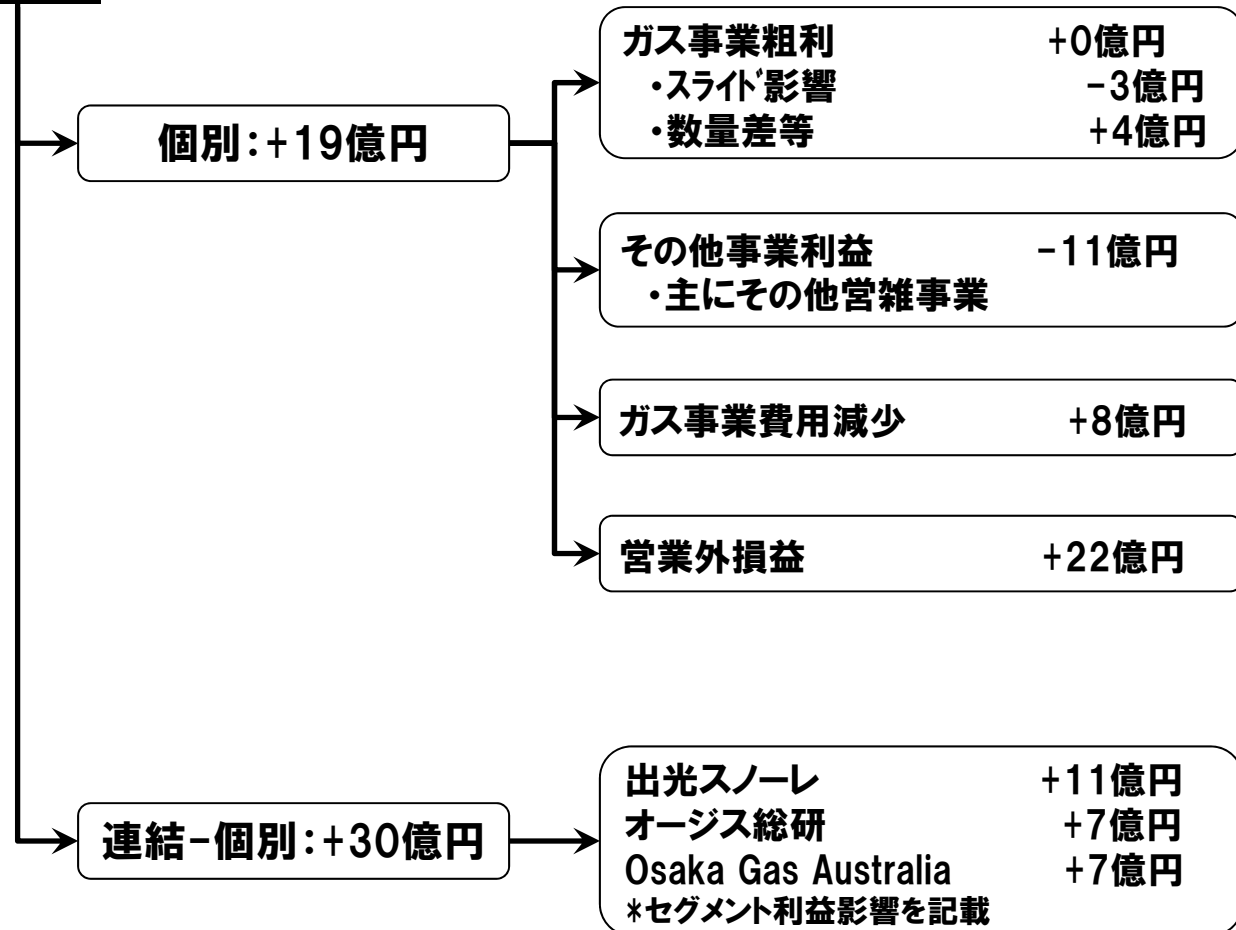 個別:+19億円
ガス事業粗利 +0億円
・スライド影響 -3億円
・数量差等 +4億円
その他事業利益 -11億円
・主にその他営雑事業
ガス事業費用減少 +8億円
営業外損益 +22億円
連結-個別:+30億円
出光スノーレ +11億円
オージス総研 +7億円
Osaka Gas Australia +7億円
*セグメント利益影響を記載